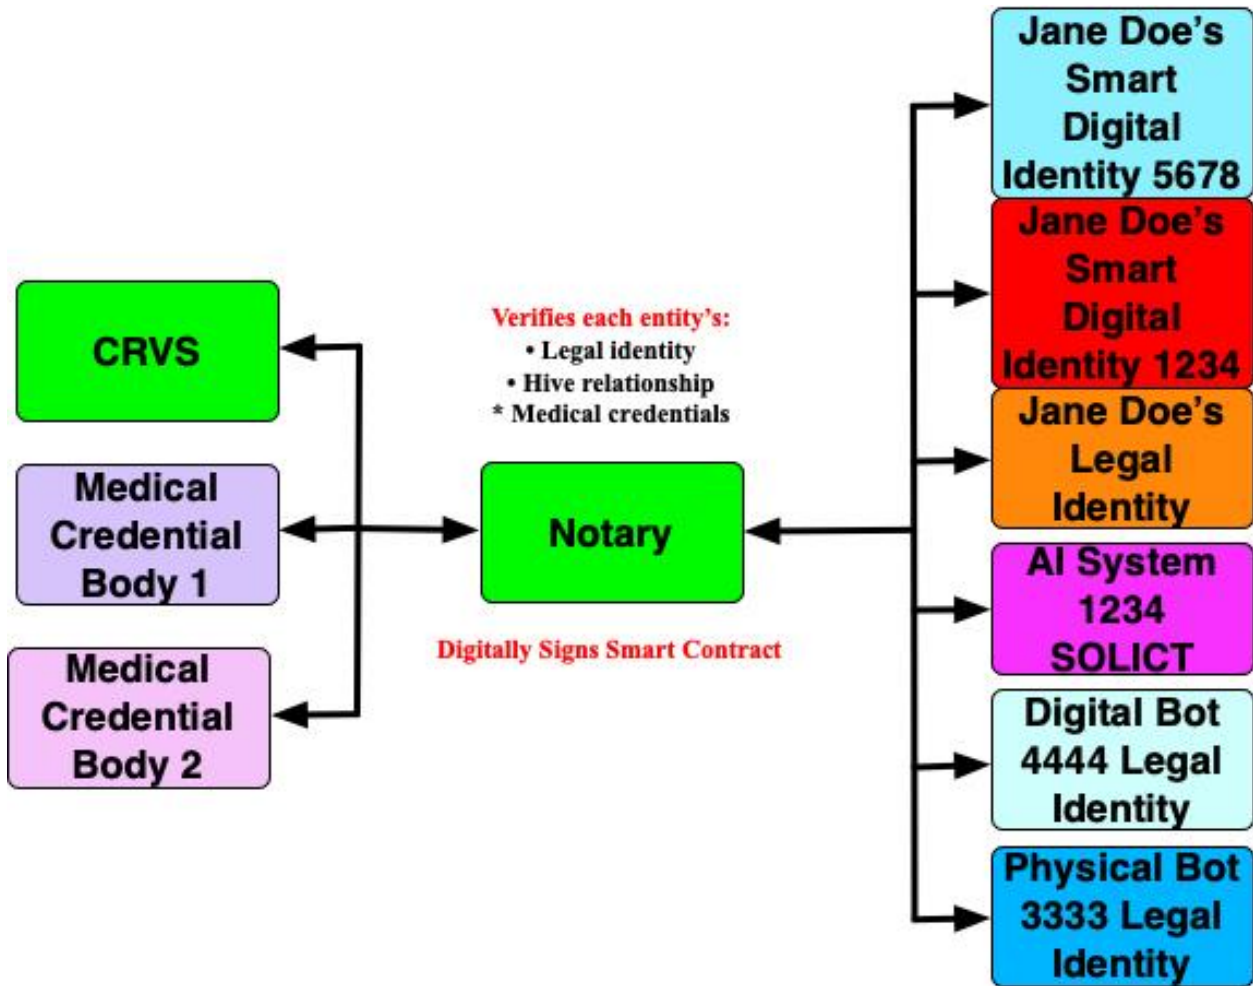 CRVS
Medical
Credential
Body 1
Medical
Credential
Body 2
Verifies each entity's:
• Legal identity
• Hive relationship
* Medical credentials
Notary
Digitally Signs Smart Contract
Jane Doe's
Smart
Digital
Identity 5678
Jane Doe's
Smart
Digital
Identity 1234
Jane Doe's
Legal
Identity
AI System
1234
SOLICT
Digital Bot
4444 Legal
Identity
Physical Bot
3333 Legal
Identity